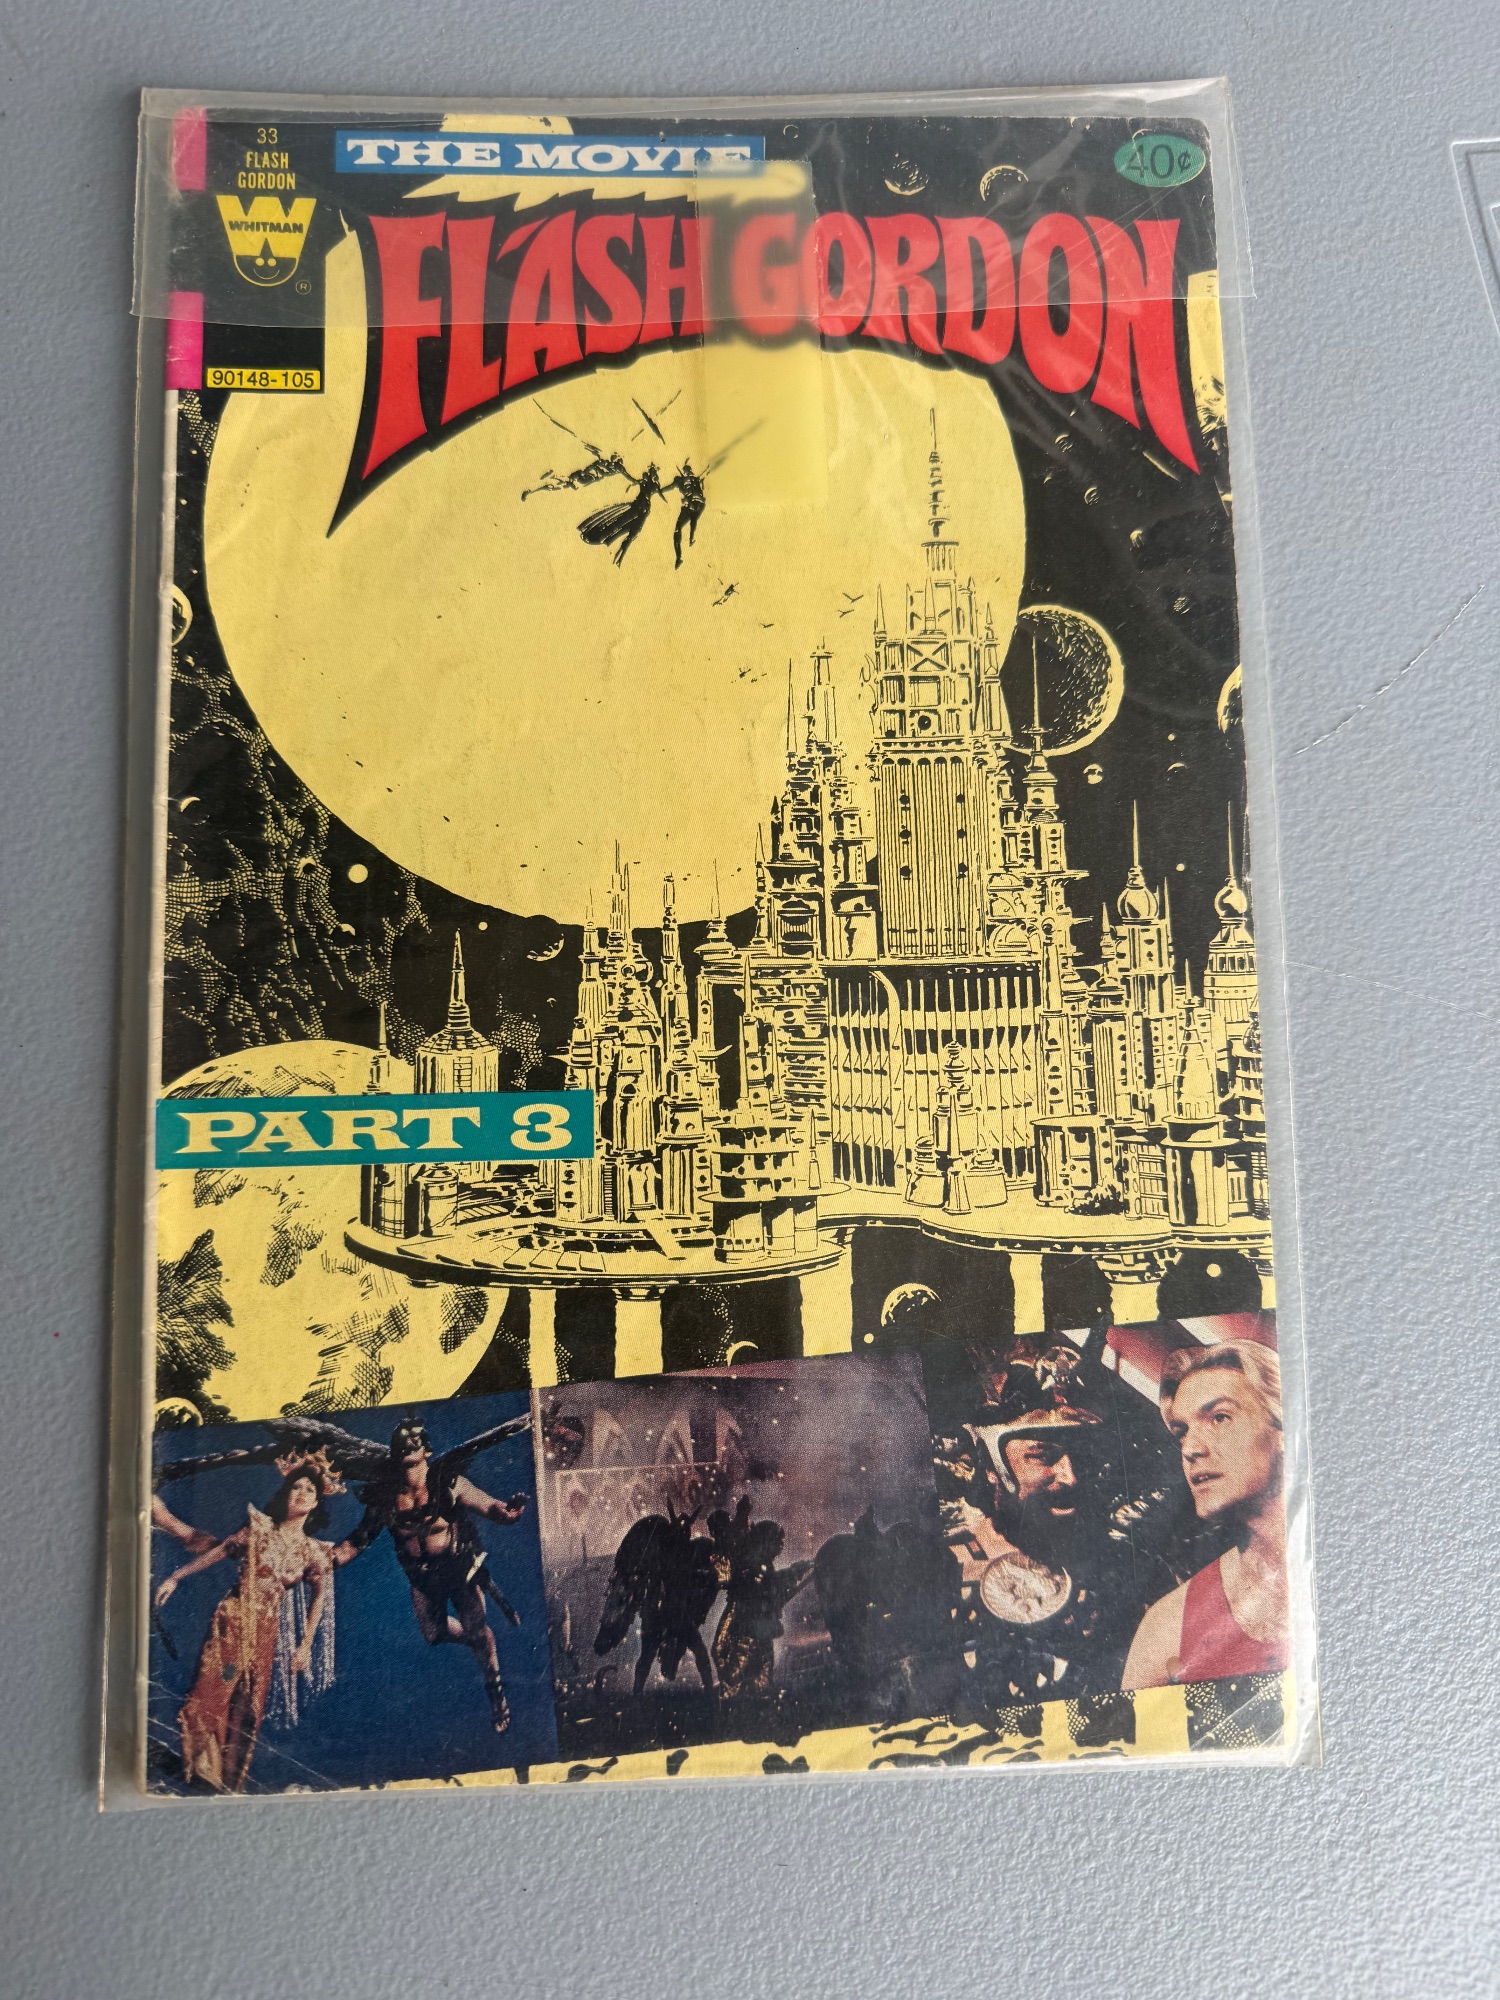 33
FLASH
GORDON
WHITMAN
®
90148-105
THE MOVIE
40¢
FLASH GORDON
PART 3